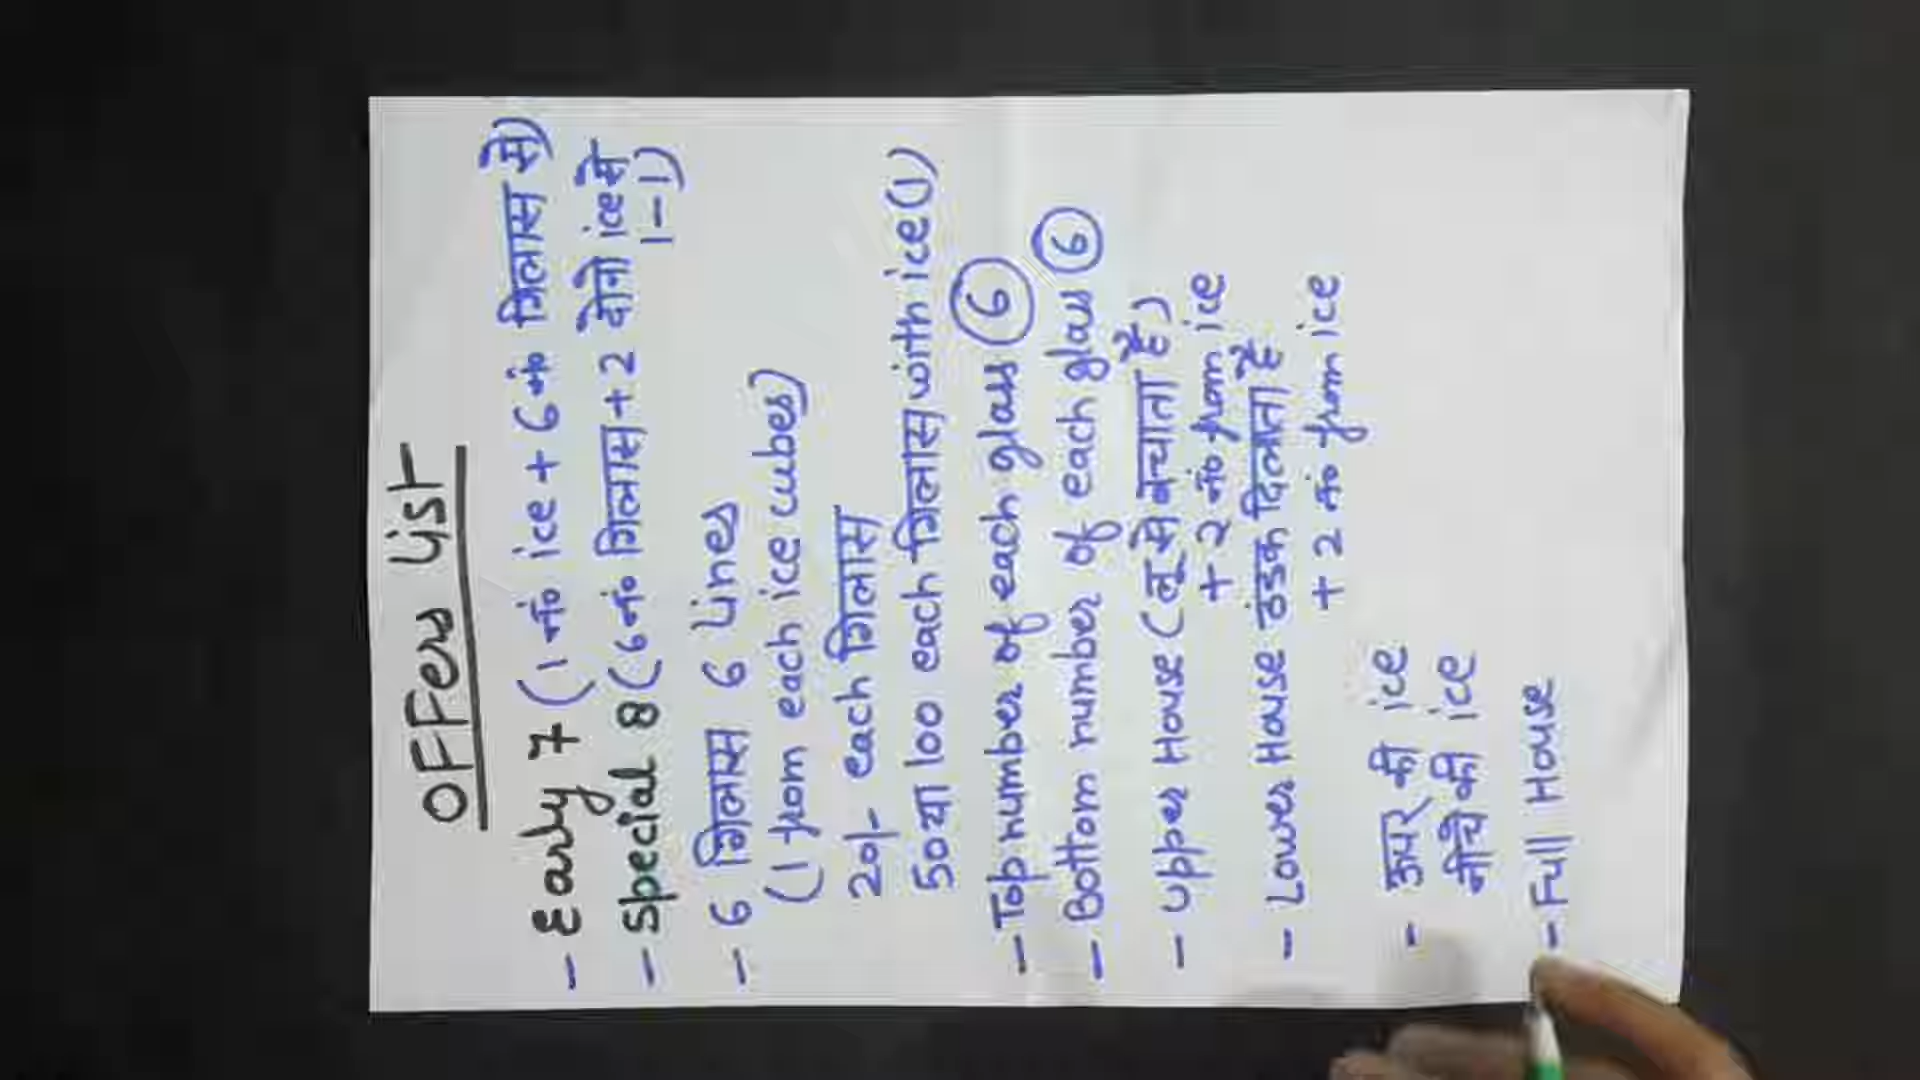 OFFers List
- Early 7 (1 नं० ice + 6 नं० गिलास से)
- Special 8 (6 नं० गिलास + 2 दोनो ice से
1-1)
- 6 गिलास 6 Lines
(1 from each ice cubes)
20/- each गिलास
50 या 100 each गिलास with ice (1)
- Top number of each glass 6
- Bottom number of each glass 6
- Upper House (लू से बचाता है)
+ 2 नं० from ice
- Lower House ठंडक दिलाता है
+ 2 नं० from ice
- ऊपर की ice
नीचे की ice
- Full House